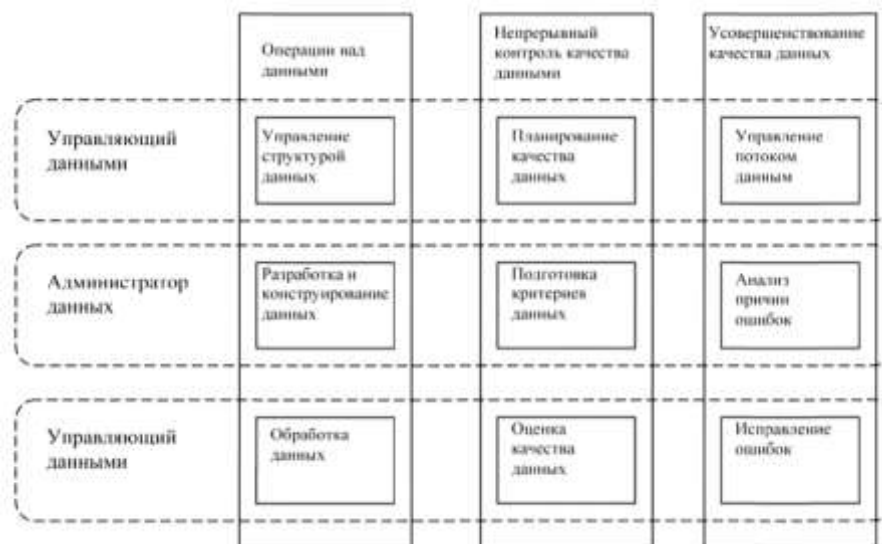 Операции над
данными
Непрерывный
контроль качества
данными
Усовершенствование
качества данных
Управляющий
данными
Управление
структурой
данных
Планирование
качества
данных
Управление
потоком
данным
Администратор
данных
Разработка и
конструирование
данных
Подготовка
критериев
данных
Анализ
причин
ошибок
Управляющий
данными
Обработка
данных
Оценка
качества
данных
Исправление
ошибок